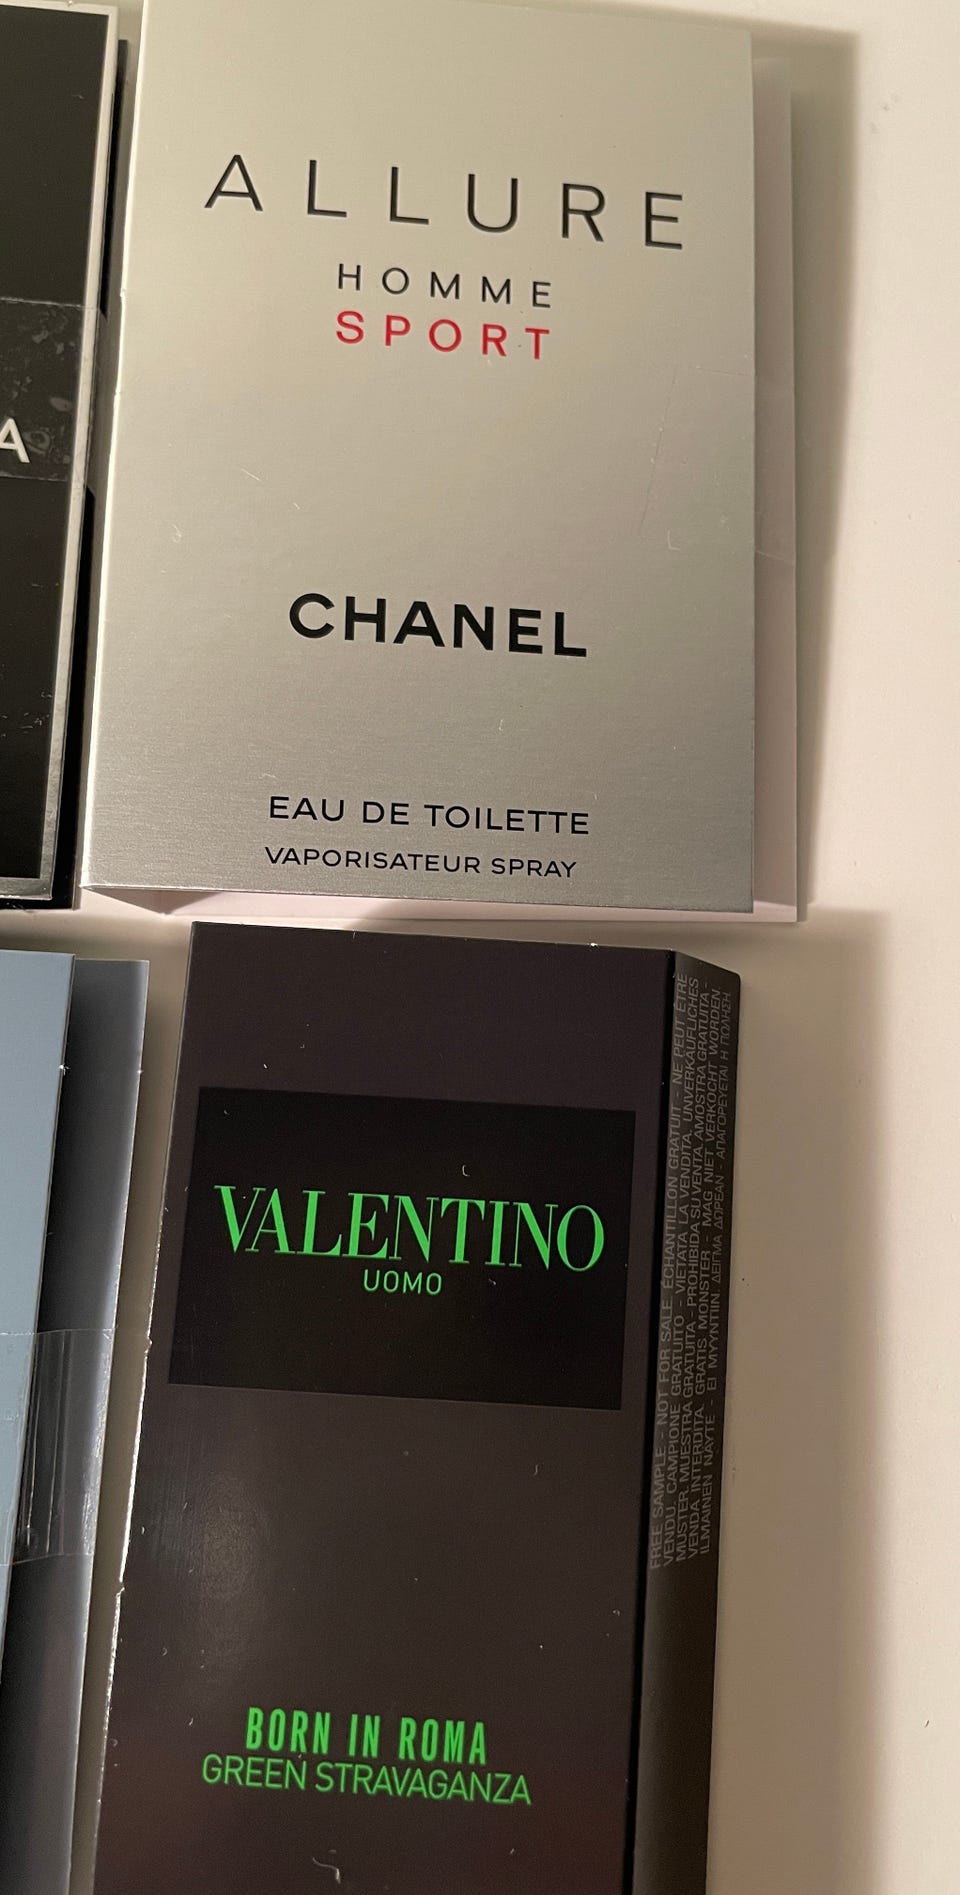 A
ALLURE
HOMME
SPORT
CHANEL
EAU DE TOILETTE
VAPORISATEUR SPRAY
VALENTINO
UOMO
BORN IN ROMA
GREEN STRAVAGANZA
FREE SAMPLE - NOT FOR SALE. ÉCHANTILLON GRATUIT - NE PEUT ÊTRE
VENDU. CAMPIONE GRATUITO - VIETATA LA VENDITA. UNVERKÄUFLICHES
MUSTER. MUESTRA GRATUITA - PROHIBIDA SU VENTA. AMOSTRA GRATUITA -
VENDA INTERDITA. GRATIS MONSTER - MAG NIET VERKOCHT WORDEN.
ILMAINEN NÄYTE - EI MYYNTIIN. ΔΕΙΓΜΑ ΔΩΡΕΑΝ - ΑΠΑΓΟΡΕΥΕΤΑΙ Η ΠΩΛΗΣΗ